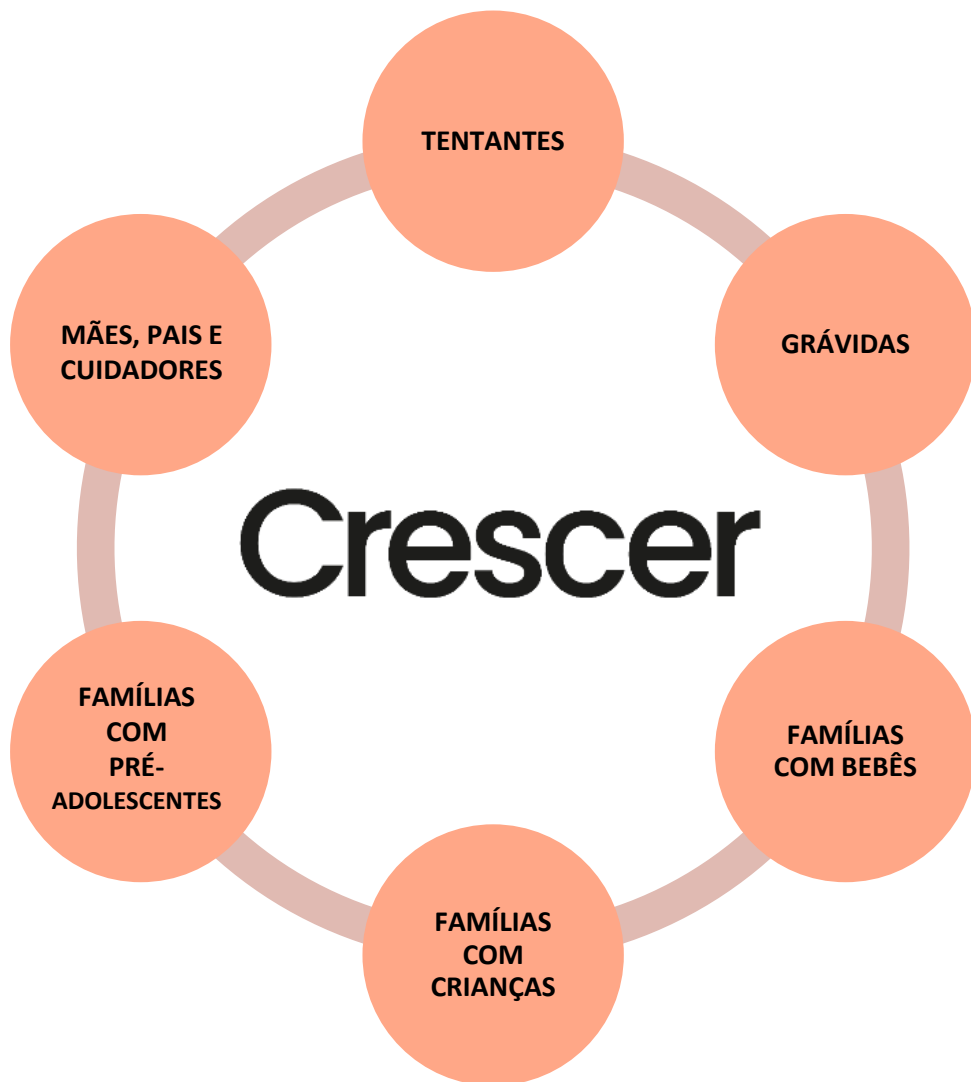 TENTANTES
GRÁVIDAS
FAMÍLIAS
COM BEBÊS
FAMÍLIAS
COM
CRIANÇAS
FAMÍLIAS
COM
PRÉ-
ADOLESCENTES
MÃES, PAIS E
CUIDADORES
Crescer